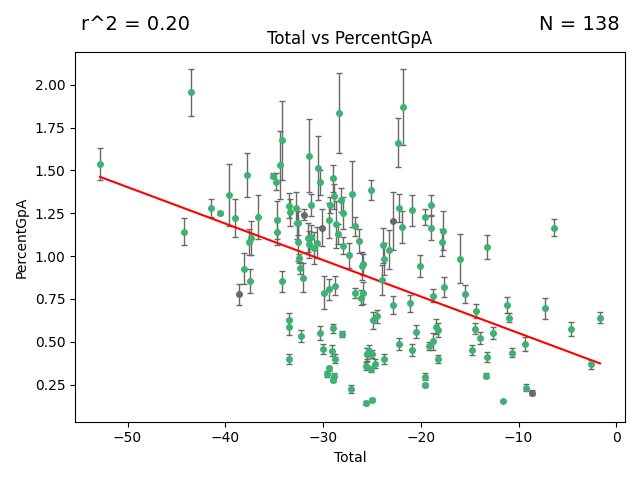 r^2 = 0.20 N = 138
Total vs PercentGpA
PercentGpA
2.00
1.75
1.50
1.25
1.00
0.75
0.50
0.25
−50 −40 −30 −20 −10 0
Total